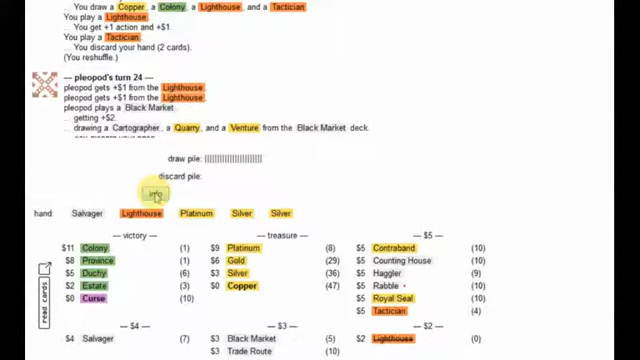 ... You draw a Copper, a Colony, a Lighthouse, and a Tactician.
You play a Lighthouse.
... You get +1 action and +$1.
You play a Tactician.
... You discard your hand (2 cards).
(You reshuffle.)
— pleopod's turn 24 —
pleopod gets +$1 from the Lighthouse.
pleopod gets +$1 from the Lighthouse.
pleopod plays a Black Market.
... getting +$2.
... drawing a Cartographer, a Quarry, and a Venture from the Black Market deck.
draw pile:
discard pile:
info
hand: Salvager Lighthouse Platinum Silver Silver
— victory — — treasure — — $5 —
$11 Colony (1) $9 Platinum (8) $5 Contraband (10)
$8 Province (1) $6 Gold (29) $5 Counting House (10)
$5 Duchy (6) $3 Silver (36) $5 Haggler (9)
$2 Estate (3) $0 Copper (47) $5 Rabble (10)
$0 Curse (10) $5 Royal Seal (10)
$5 Tactician (4)
read cards
— $4 — — $3 — — $2 —
$4 Salvager (7) $3 Black Market (5) $2 Lighthouse (0)
$3 Trade Route (10)